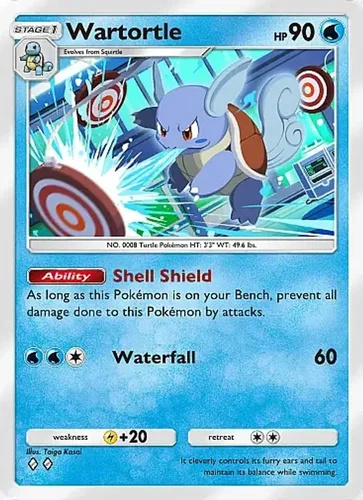 STAGE 1 Wartortle HP 90
Evolves from Squirtle
NO. 0008 Turtle Pokémon HT: 3'3" WT: 49.6 lbs.
Ability Shell Shield
As long as this Pokémon is on your Bench, prevent all
damage done to this Pokémon by attacks.
Waterfall 60
weakness +20 retreat
Illus. Taiga Kasai
It cleverly controls its furry ears and tail to
maintain its balance while swimming.